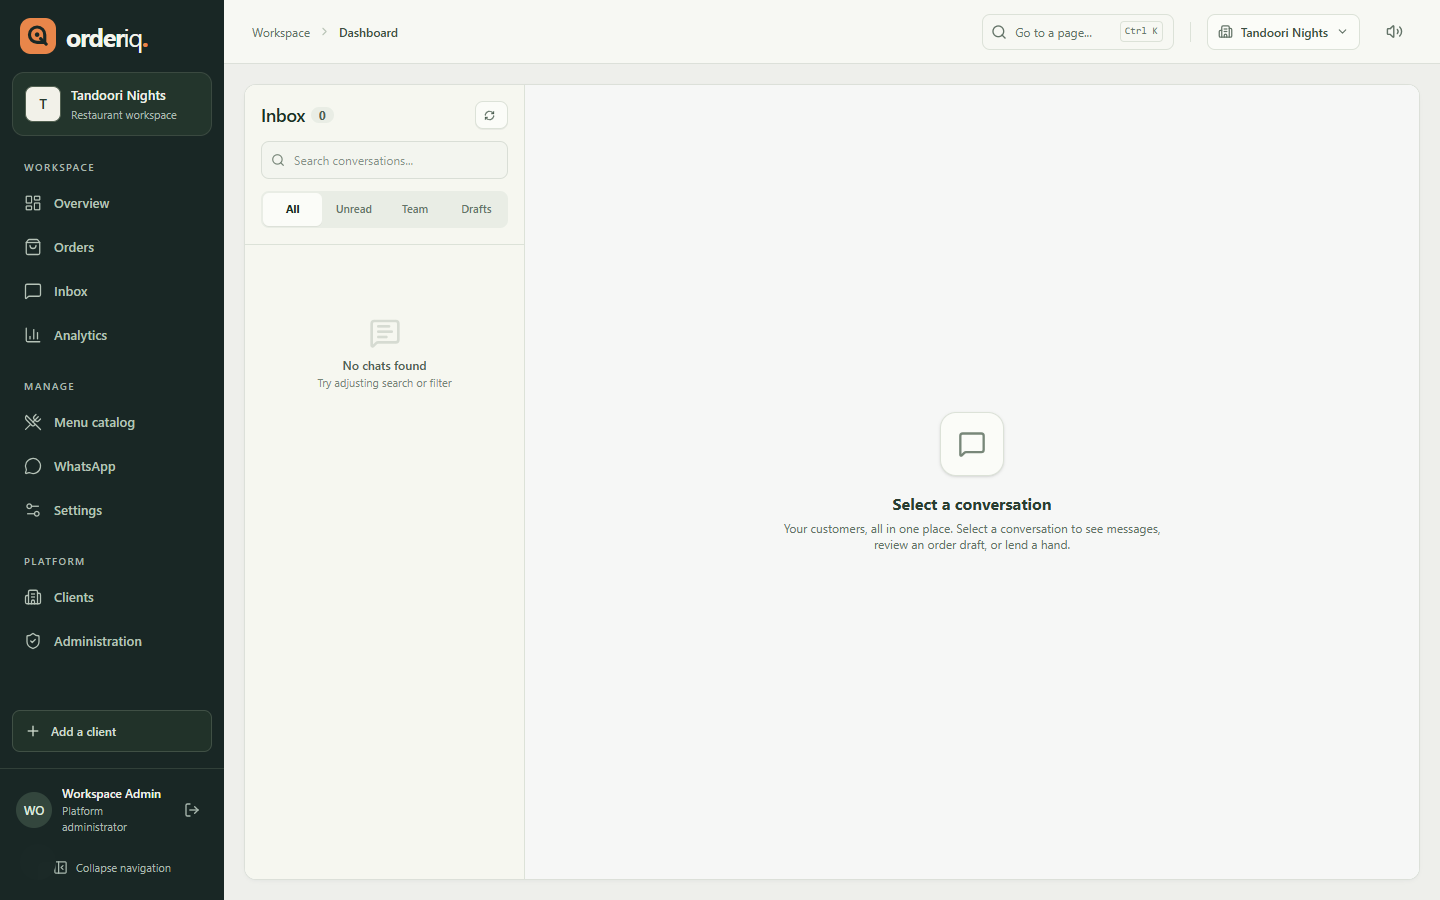 orderiq.
T
Tandoori Nights
Restaurant workspace
WORKSPACE
Overview
Orders
Inbox
Analytics
MANAGE
Menu catalog
WhatsApp
Settings
PLATFORM
Clients
Administration
Add a client
WO
Workspace Admin
Platform
administrator
Collapse navigation
Workspace
Dashboard
Go to a page...
Ctrl K
Tandoori Nights
Inbox 0
Search conversations...
All Unread Team Drafts
No chats found
Try adjusting search or filter
Select a conversation
Your customers, all in one place. Select a conversation to see messages,
review an order draft, or lend a hand.